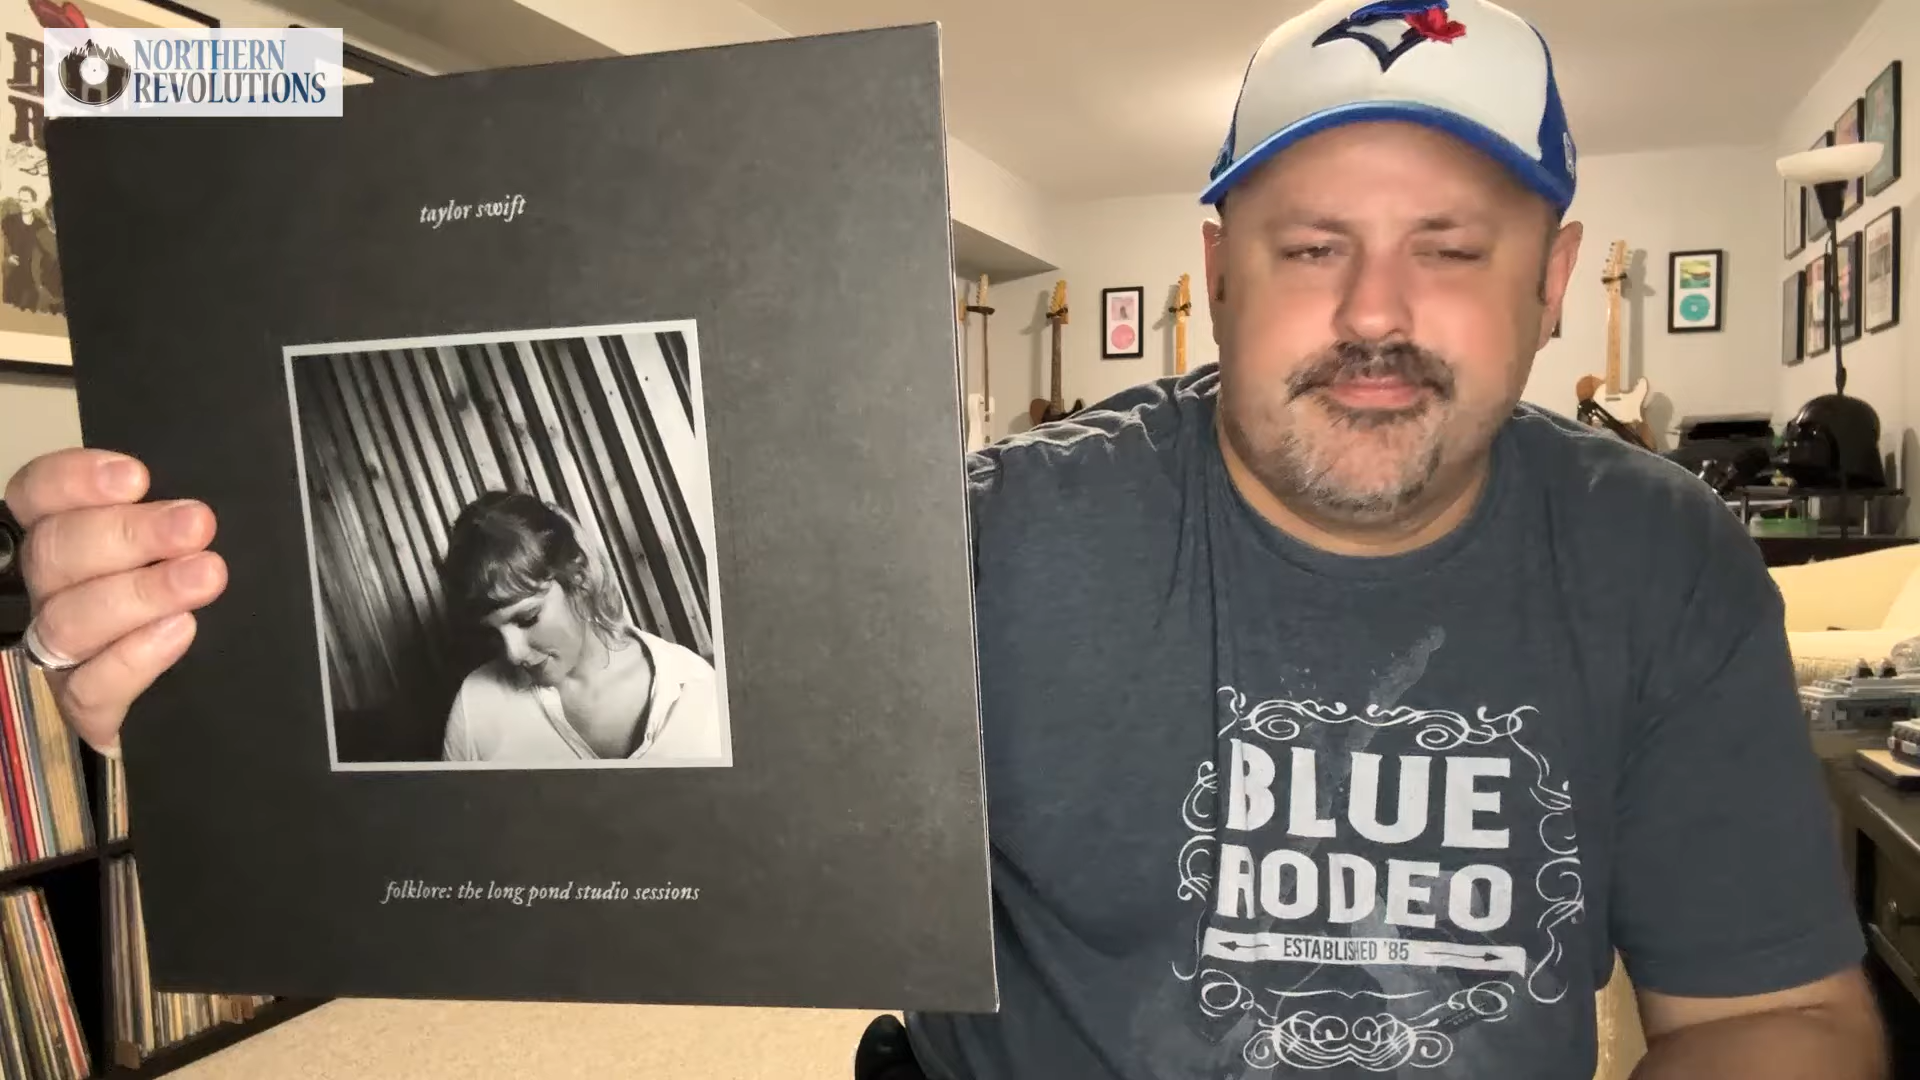 NORTHERN
REVOLUTIONS
taylor swift
folklore: the long pond studio sessions
BLUE
RODEO
ESTABLISHED '85